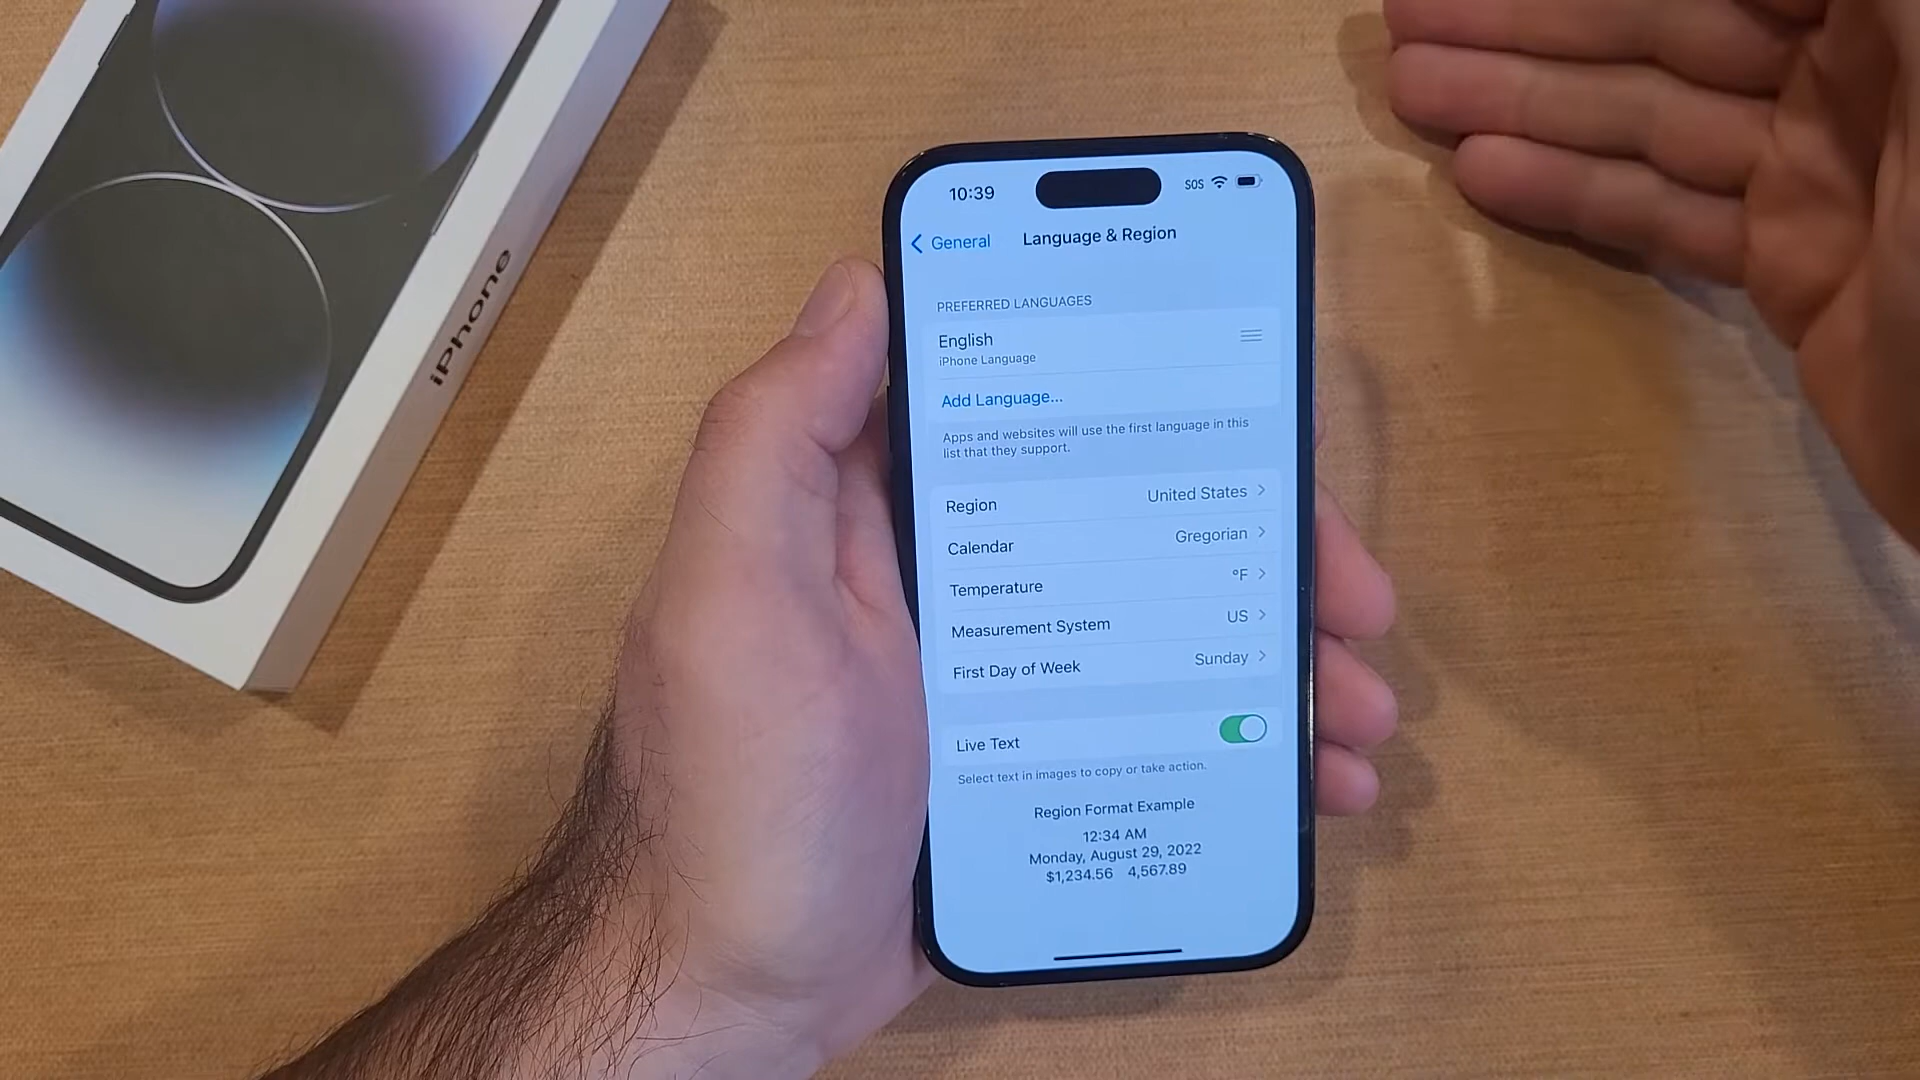 iPhone
10:39
SOS
General
Language & Region
PREFERRED LANGUAGES
English
iPhone Language
Add Language...
Apps and websites will use the first language in this
list that they support.
Region United States
Calendar Gregorian
Temperature °F
Measurement System US
First Day of Week Sunday
Live Text
Select text in images to copy or take action.
Region Format Example
12:34 AM
Monday, August 29, 2022
$1,234.56 4,567.89